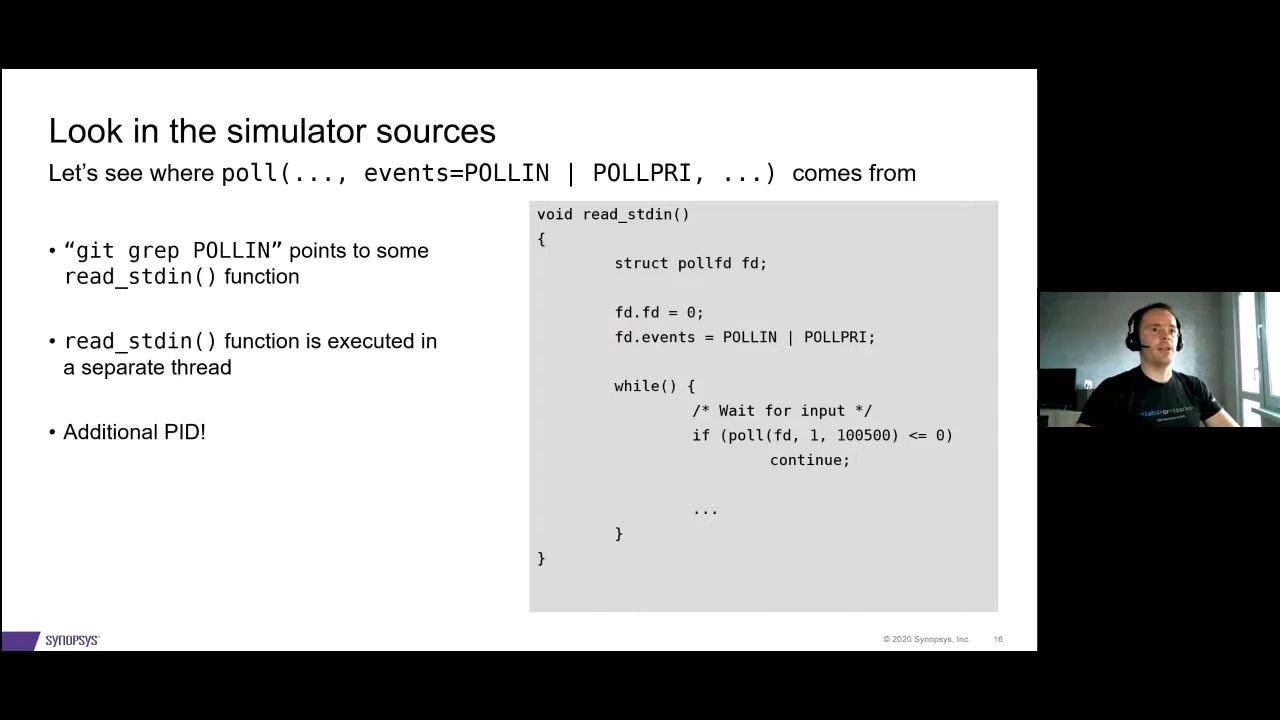 Look in the simulator sources
Let's see where poll(..., events=POLLIN | POLLPRI, ...) comes from
• “git grep POLLIN” points to some
read_stdin() function
• read_stdin() function is executed in
a separate thread
• Additional PID!
void read_stdin()
{
struct pollfd fd;
fd.fd = 0;
fd.events = POLLIN | POLLPRI;
while() {
/* Wait for input */
if (poll(fd, 1, 100500) <= 0)
continue;
...
}
}
SYNOPSYS
© 2020 Synopsys, Inc.
16